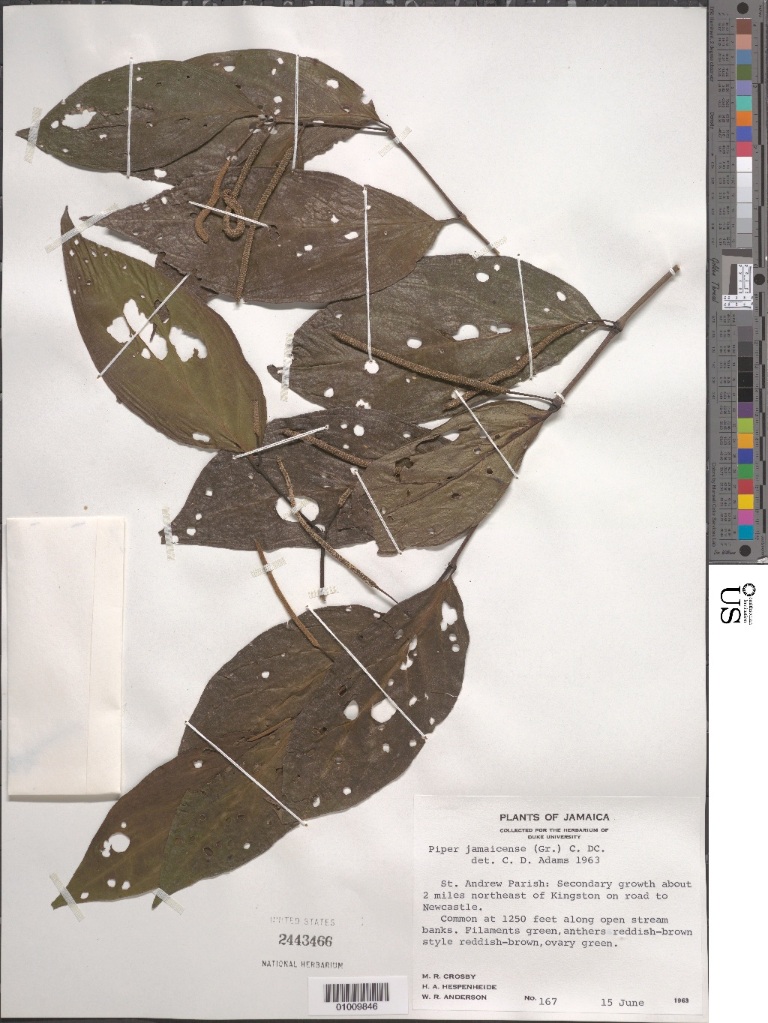 PLANTS OF JAMAICA
COLLECTED FOR THE HERBARIUM OF
DUKE UNIVERSITY
Piper jamaicense (Gr.) C. DC.
det. C. D. Adams 1963
St. Andrew Parish: Secondary growth about
2 miles northeast of Kingston on road to
Newcastle.
Common at 1250 feet along open stream
banks. Filaments green,anthers reddish-brown
style reddish-brown,ovary green.
M. R. CROSBY
H. A. HESPENHEIDE
W. R. ANDERSON
NO. 167 15 June 1963
UNITED STATES
2443466
NATIONAL HERBARIUM
01009846
US